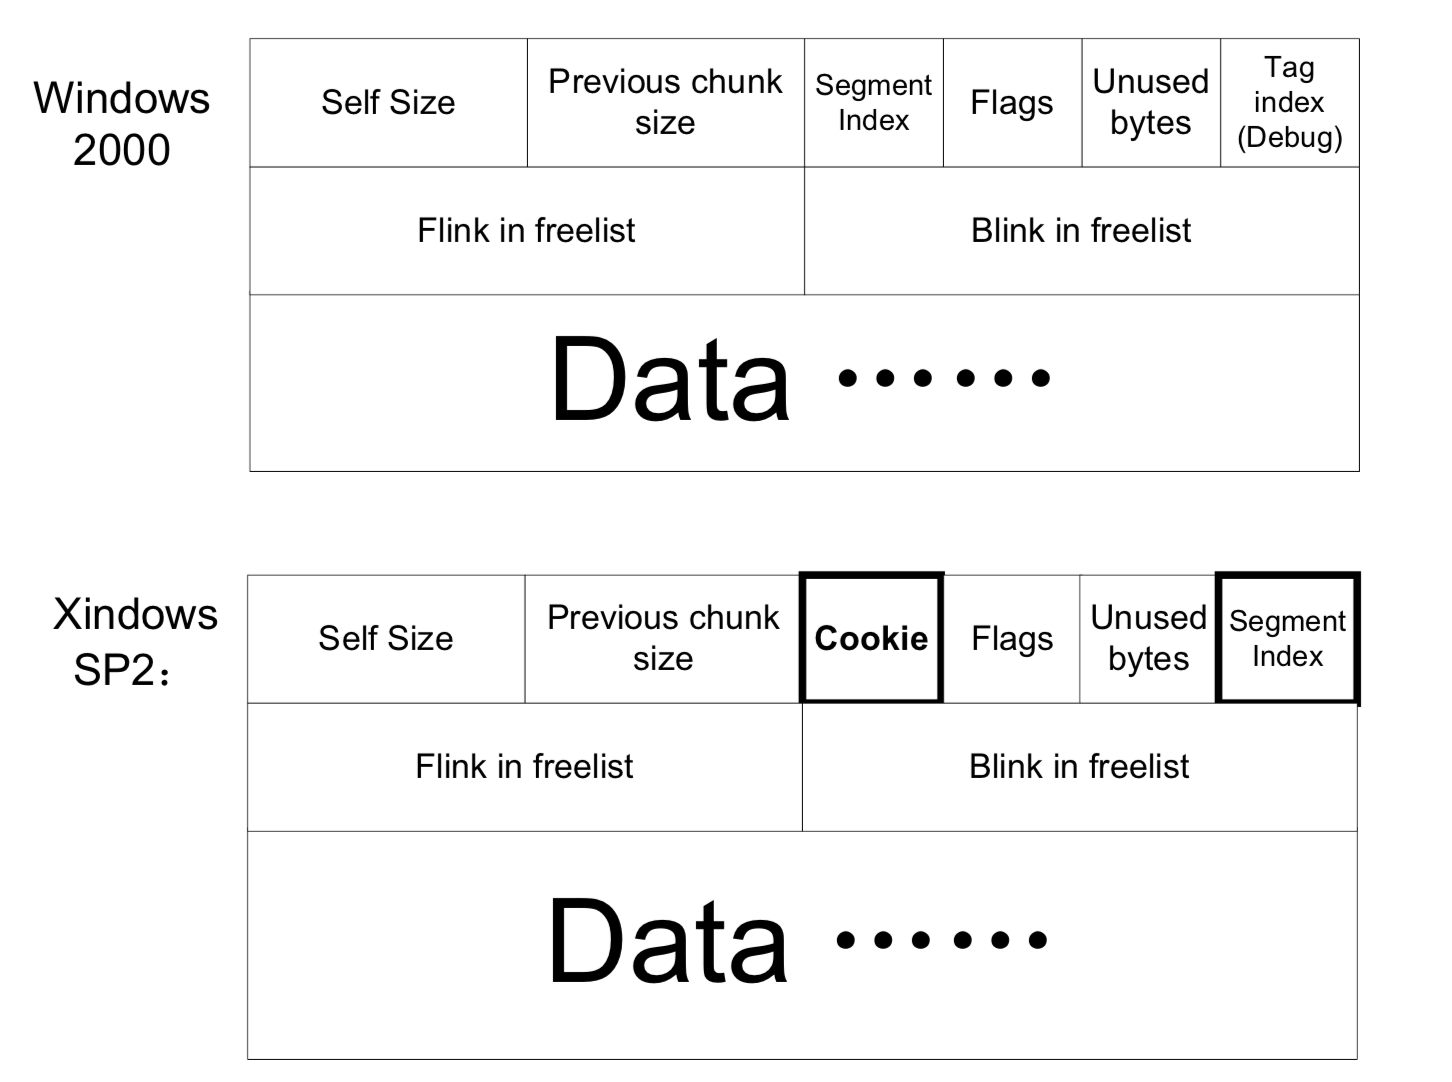 Windows
2000
Self Size
Previous chunk
size
Segment
Index
Flags
Unused
bytes
Tag
index
(Debug)
Flink in freelist
Blink in freelist
Data ······
Xindows
SP2：
Self Size
Previous chunk
size
Cookie
Flags
Unused
bytes
Segment
Index
Flink in freelist
Blink in freelist
Data ······